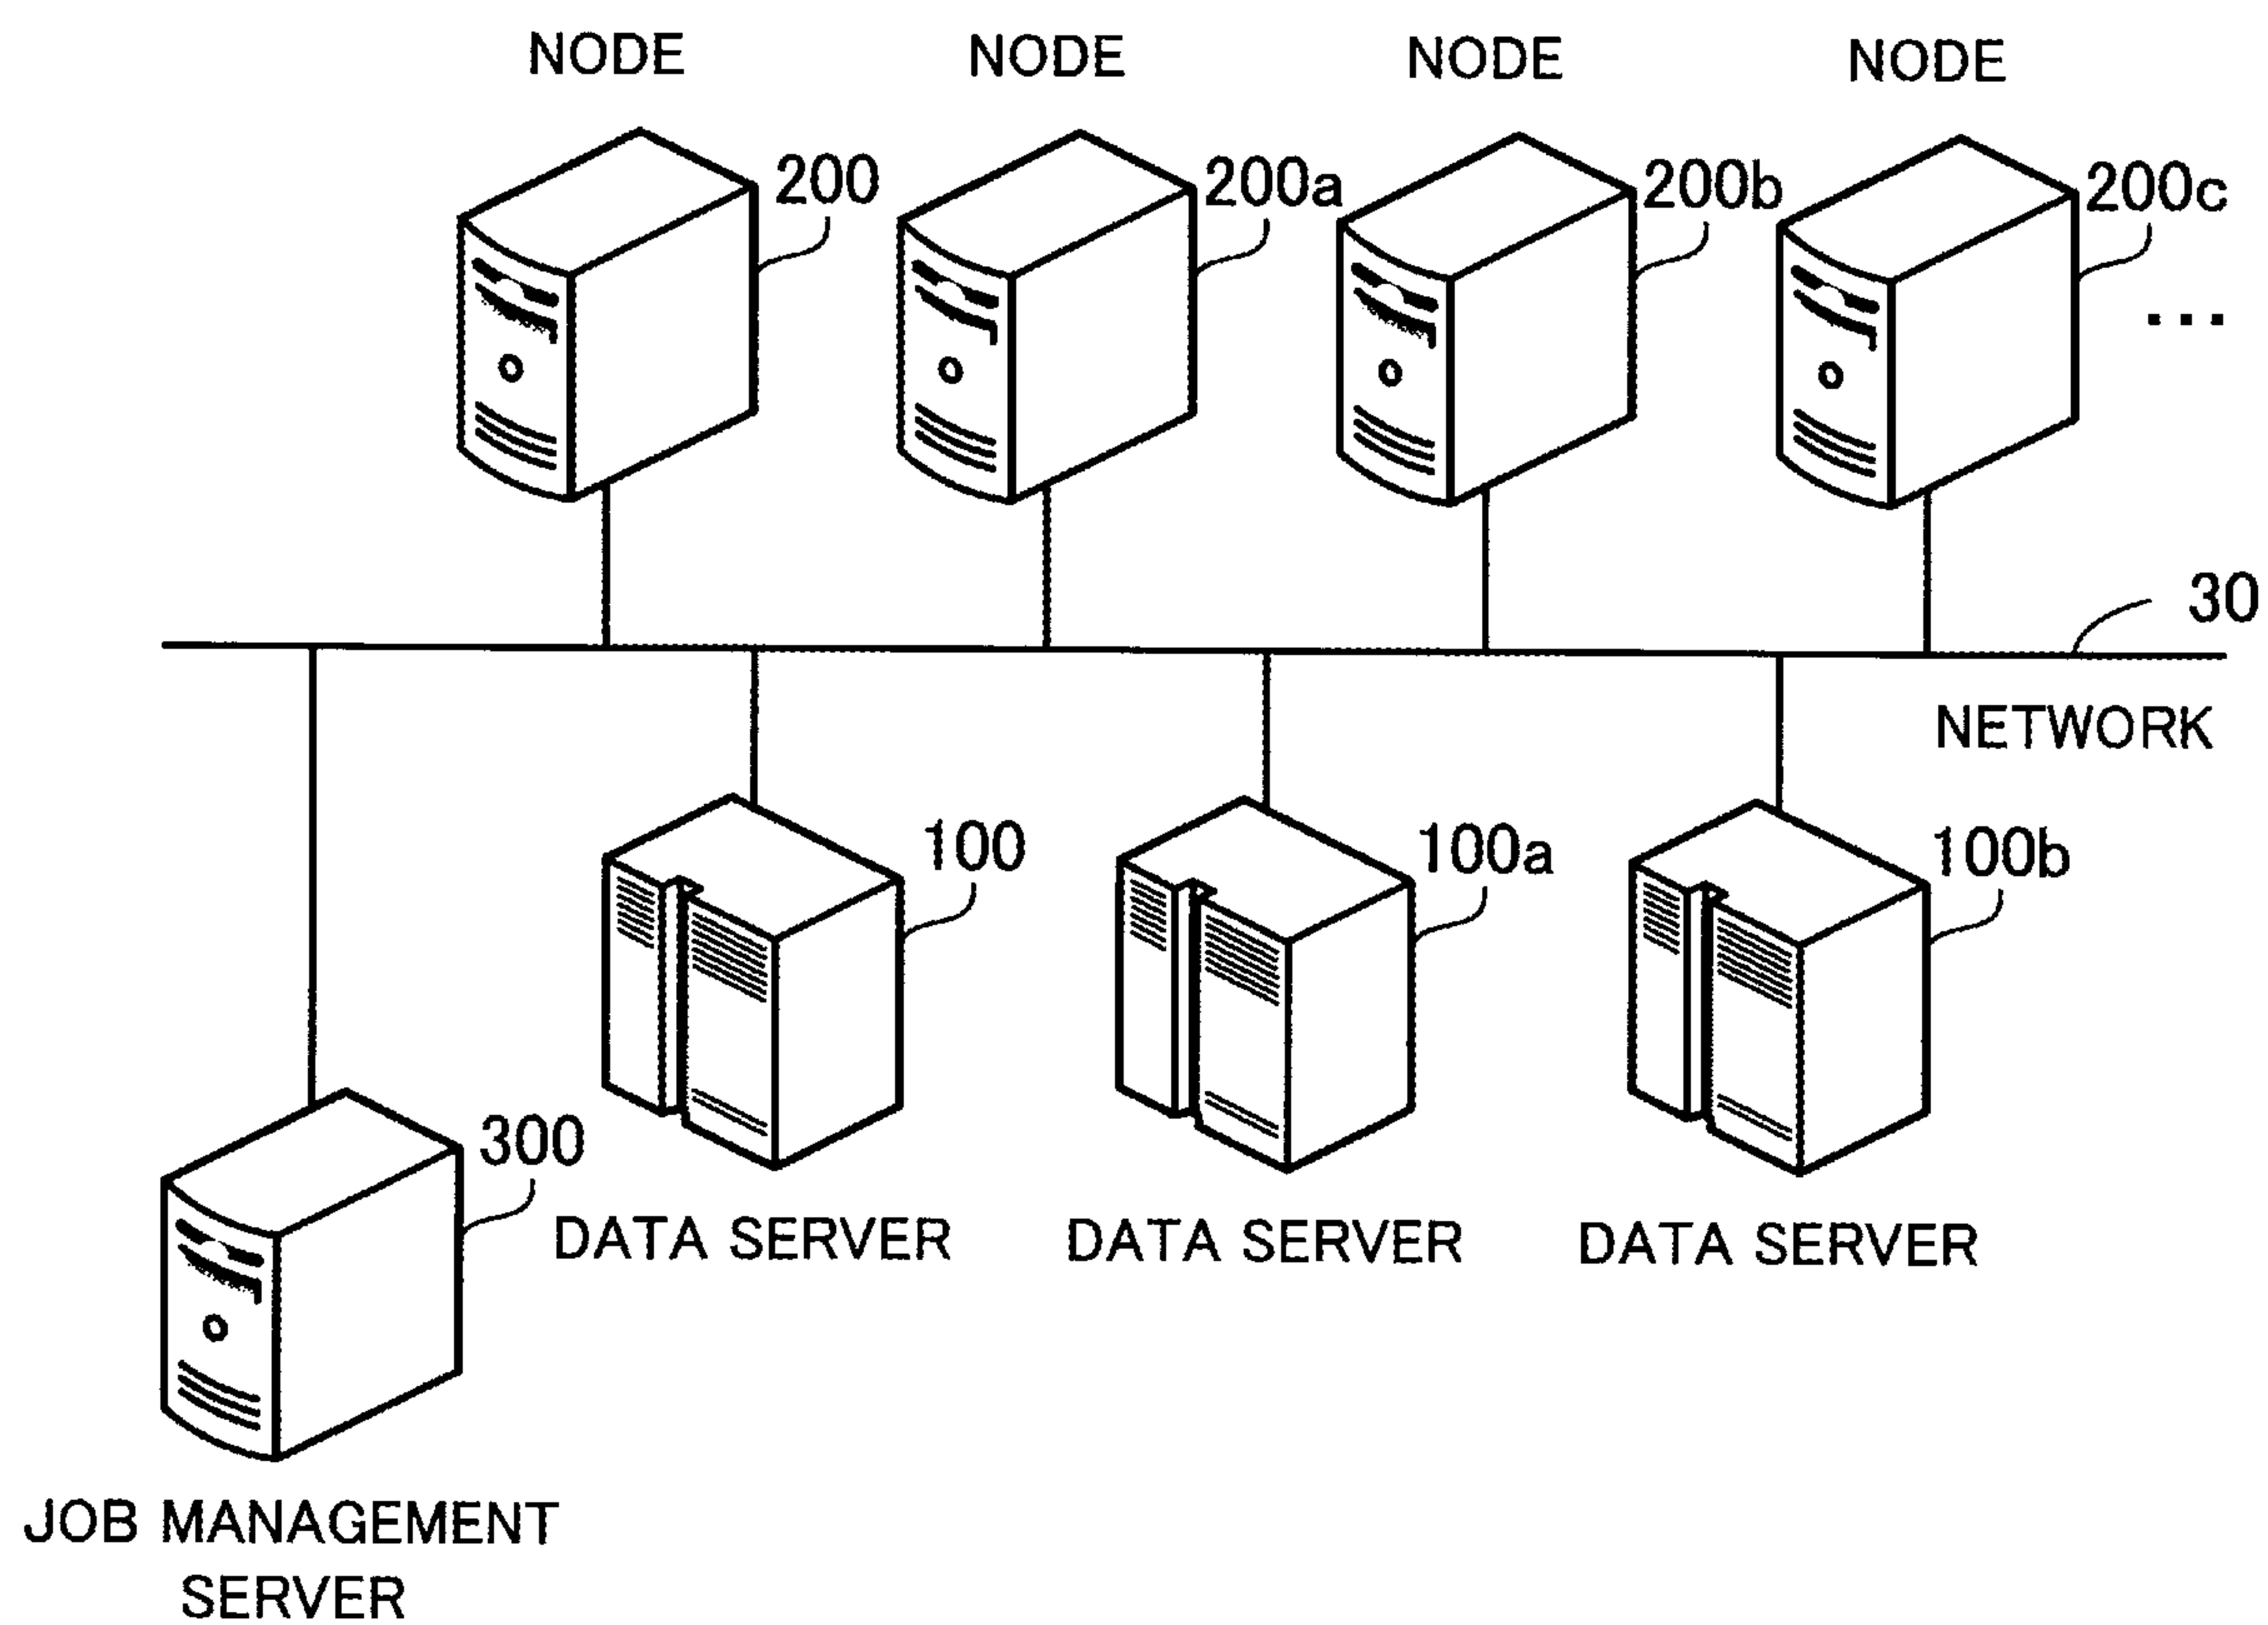 NODE NODE NODE NODE
200 200a 200b 200c
...
30
NETWORK
100 100a 100b
300
DATA SERVER DATA SERVER DATA SERVER
JOB MANAGEMENT
SERVER